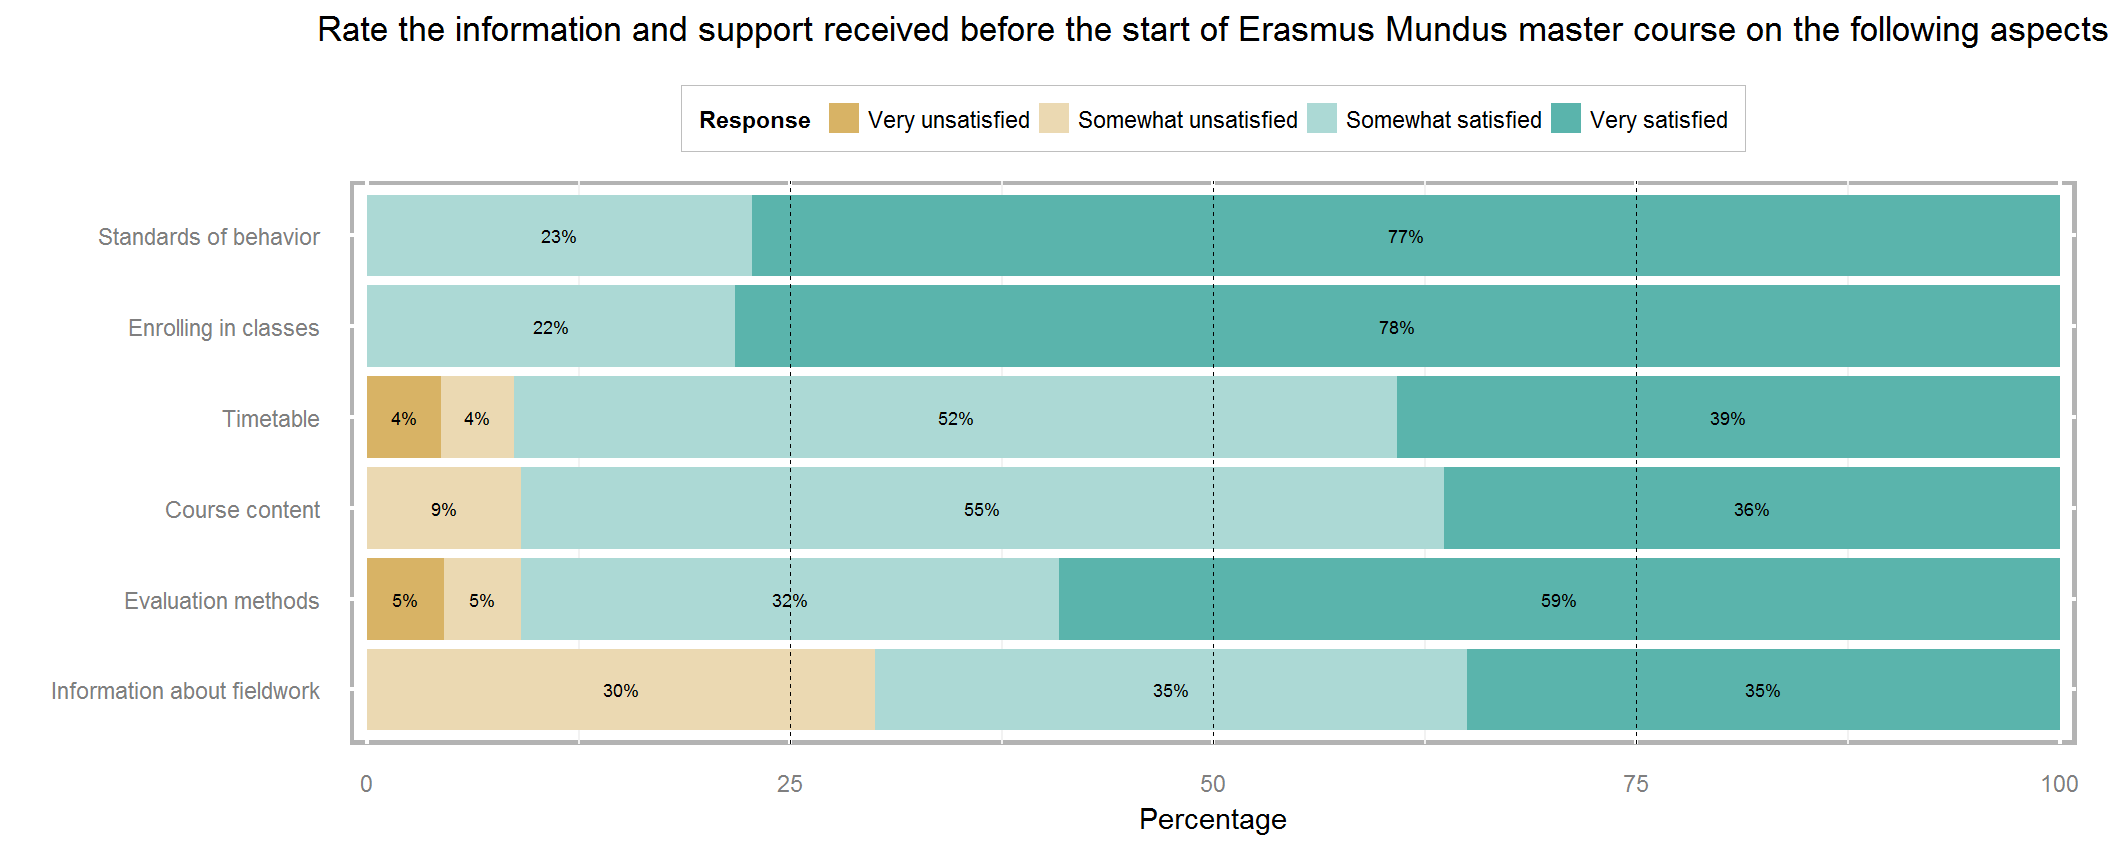 Rate the information and support received before the start of Erasmus Mundus master course on the following aspects
Response Very unsatisfied Somewhat unsatisfied Somewhat satisfied Very satisfied
Standards of behavior 23% 77%
Enrolling in classes 22% 78%
Timetable 4% 4% 52% 39%
Course content 9% 55% 36%
Evaluation methods 5% 5% 32% 59%
Information about fieldwork 30% 35% 35%
0 25 50 75 100
Percentage